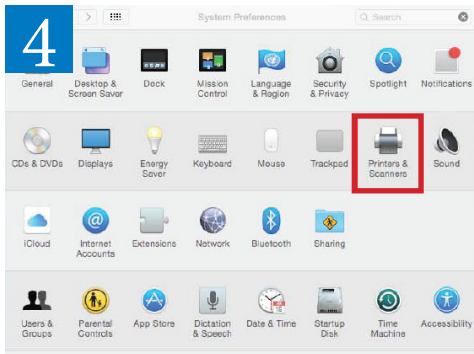 4
System Preferences
Search
General Desktop & Screen Saver Dock Mission Control Language & Region Security & Privacy Spotlight Notifications
CDs & DVDs Displays Energy Saver Keyboard Mouse Trackpad Printers & Scanners Sound
iCloud Internet Accounts Extensions Network Bluetooth Sharing
Users & Groups Parental Controls App Store Dictation & Speech Date & Time Startup Disk Time Machine Accessibility